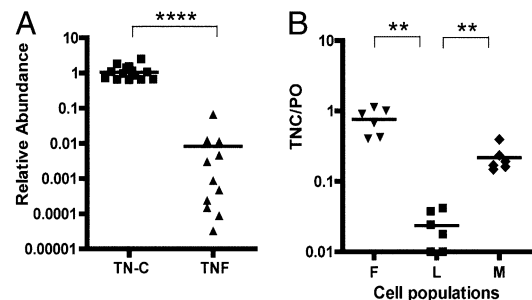 A
****
Relative Abundance
10
1
0.1
0.01
0.001
0.0001
0.00001
TN-C TNF
B
** **
TNC/PO
10
1
0.1
0.01
F L M
Cell populations